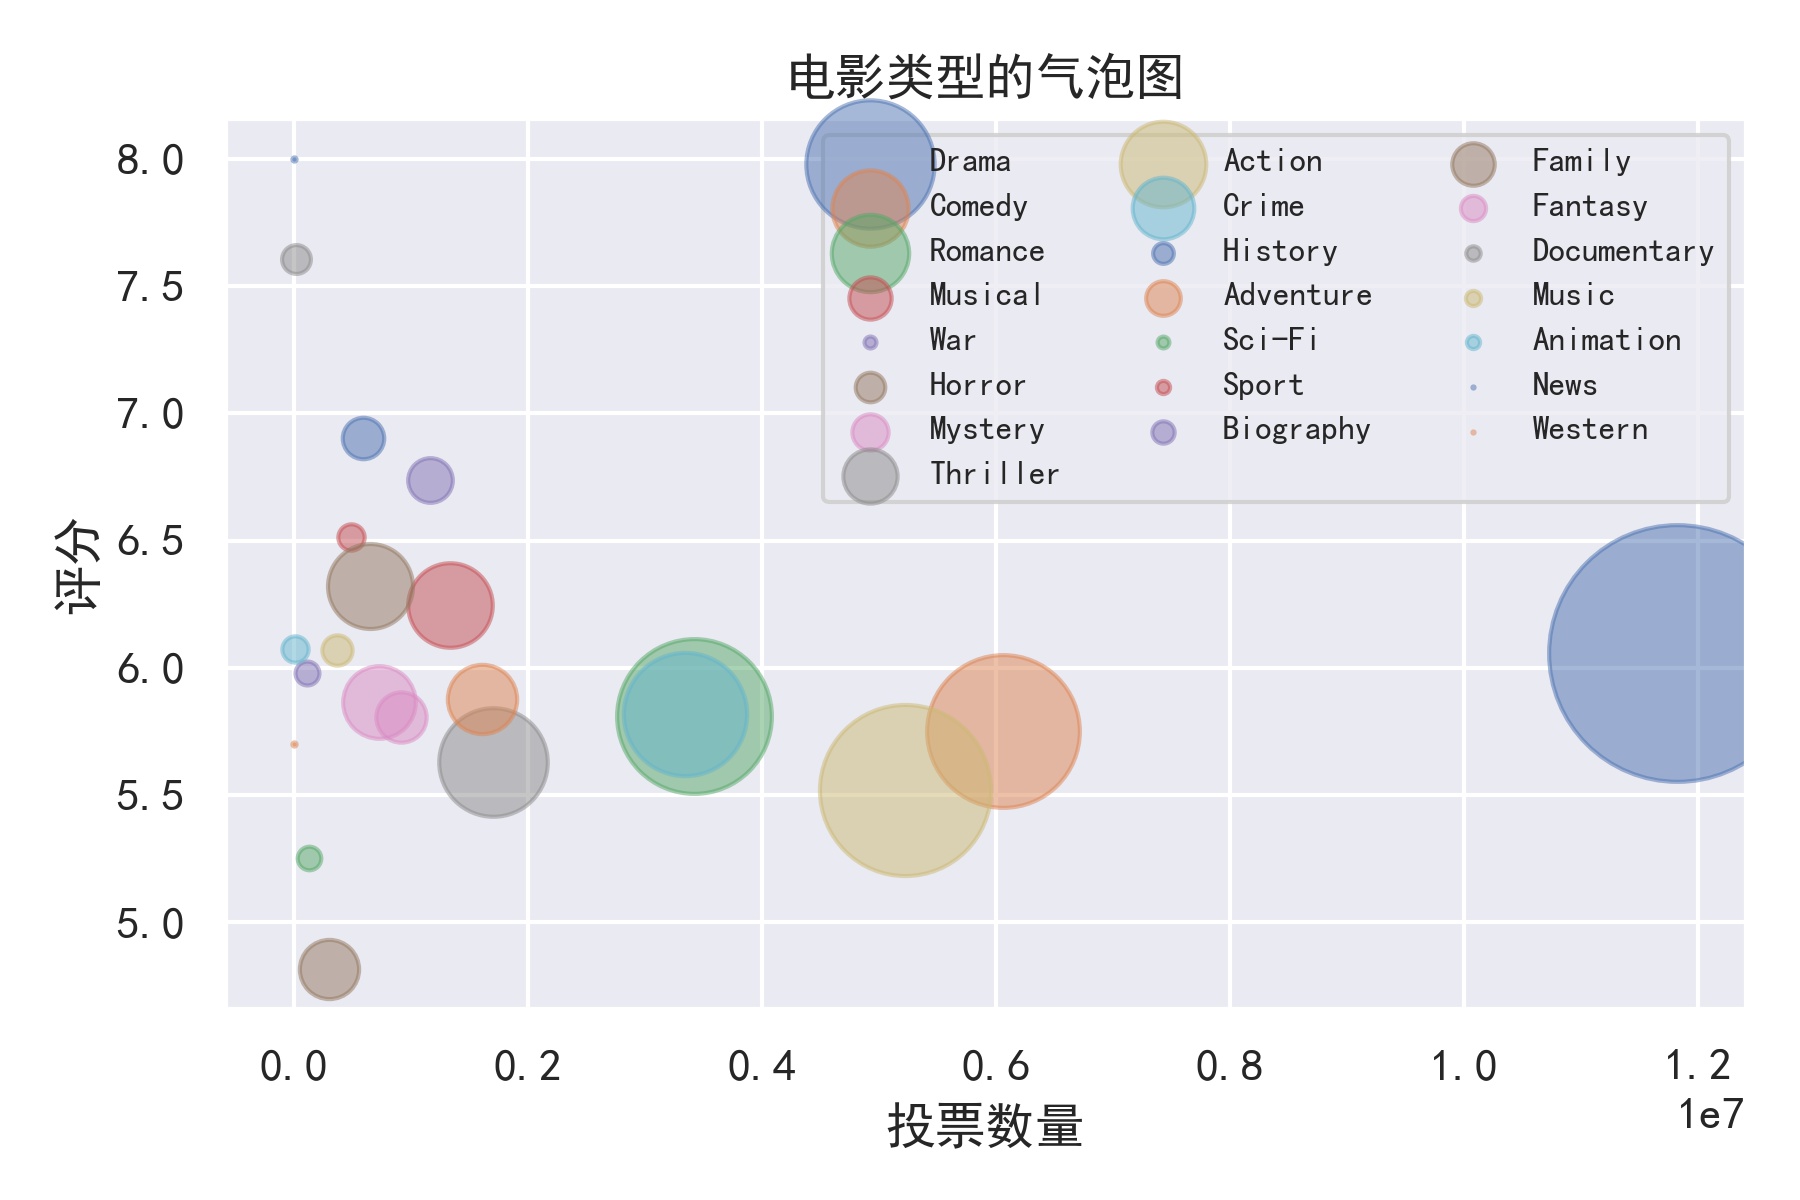 电影类型的气泡图
8.0
7.5
7.0
6.5
6.0
5.5
5.0
评分
Drama
Comedy
Romance
Musical
War
Horror
Mystery
Thriller
Action
Crime
History
Adventure
Sci-Fi
Sport
Biography
Family
Fantasy
Documentary
Music
Animation
News
Western
0.0 0.2 0.4 0.6 0.8 1.0 1.2
1e7
投票数量